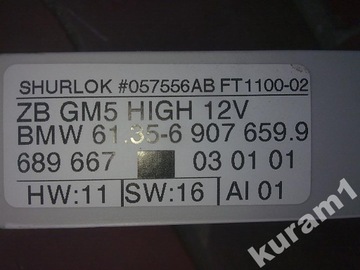 SHURLOK #057556AB FT1100-02
ZB GM5 HIGH 12V
BMW 61.35-6 907 659.9
689 667 03 01 01
HW:11 SW:16 AI 01
kuram1